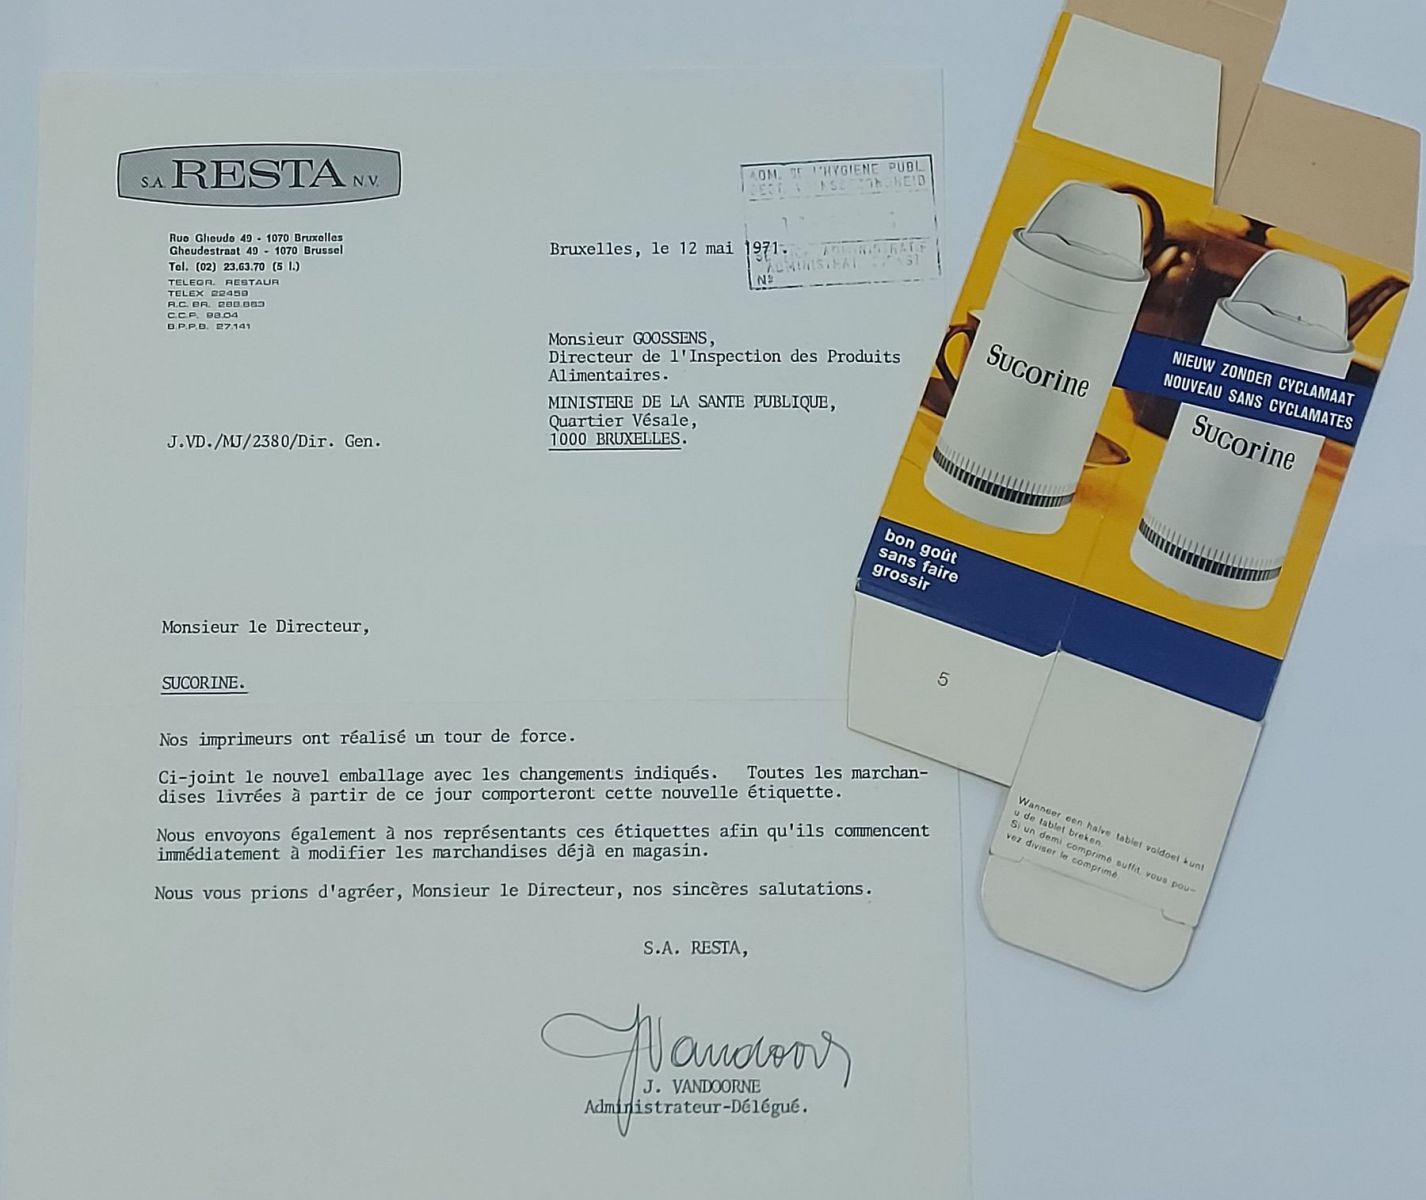 S.A. RESTA N.V.
Rue Gheude 49 - 1070 Bruxelles
Gheudestraat 49 - 1070 Brussel
Tel. (02) 23.63.70 (5 l.)
TELEGR. RESTAUR
TELEX 22459
R.C. BR. 288.883
C.C.P. 98.04
B.P.P.B. 27.141
ADM. DE L'HYGIENE PUBL
ADMINISTRATIF
N°
Bruxelles, le 12 mai 1971.
Monsieur GOOSSENS,
Directeur de l'Inspection des Produits
Alimentaires.
MINISTERE DE LA SANTE PUBLIQUE,
Quartier Vésale,
1000 BRUXELLES.
J.VD./MJ/2380/Dir. Gen.
Monsieur le Directeur,
SUCORINE.
Nos imprimeurs ont réalisé un tour de force.
Ci-joint le nouvel emballage avec les changements indiqués. Toutes les marchan-
dises livrées à partir de ce jour comporteront cette nouvelle étiquette.
Nous envoyons également à nos représentants ces étiquettes afin qu'ils commencent
immédiatement à modifier les marchandises déjà en magasin.
Nous vous prions d'agréer, Monsieur le Directeur, nos sincères salutations.
S.A. RESTA,
J. VANDOORNE
Administrateur-Délégué.
Sucorine
bon goût
sans faire
grossir
5
NIEUW ZONDER CYCLAMAAT
NOUVEAU SANS CYCLAMATES
Sucorine
Wanneer een halve tablet voldoet kunt
u de tablet breken.
Si un demi comprimé suffit, vous pou-
vez diviser le comprimé